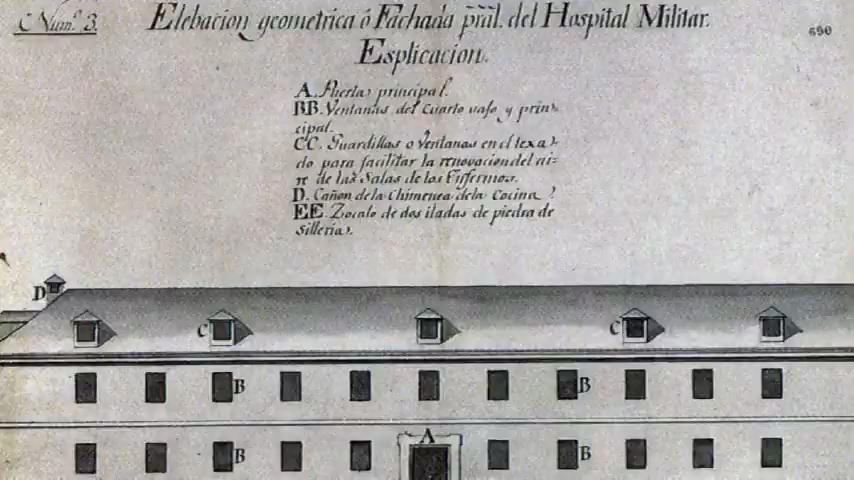 Num.º 3.
Elebacion geometrica ó Fachada pral. del Hospital Militar.
690
Esplicacion.
A. Puerta principal.
BB. Ventanas del Cuarto vajo y prin-
cipal.
CC. Guardillas o Ventanas en el texa-
do para facilitar la renovacion del ai-
re de las Salas de los Enfermos.
D. Cañon de la Chimenea de la Cocina
EE. Zocalo de dos iladas de piedra de
Silleria.
D
C
C
B
B
A
B
B